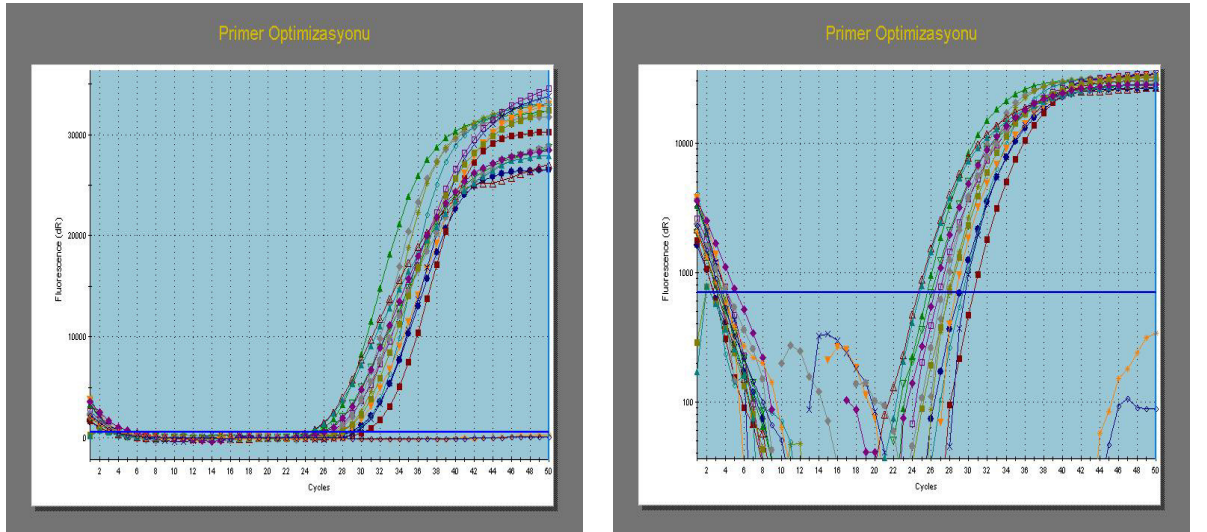 Primer Optimizasyonu
Fluorescence (dR)
30000
20000
10000
0
2 4 6 8 10 12 14 16 18 20 22 24 26 28 30 32 34 36 38 40 42 44 46 48 50
Cycles
Primer Optimizasyonu
Fluorescence (dR)
10000
1000
100
2 4 6 8 10 12 14 16 18 20 22 24 26 28 30 32 34 36 38 40 42 44 46 48 50
Cycles